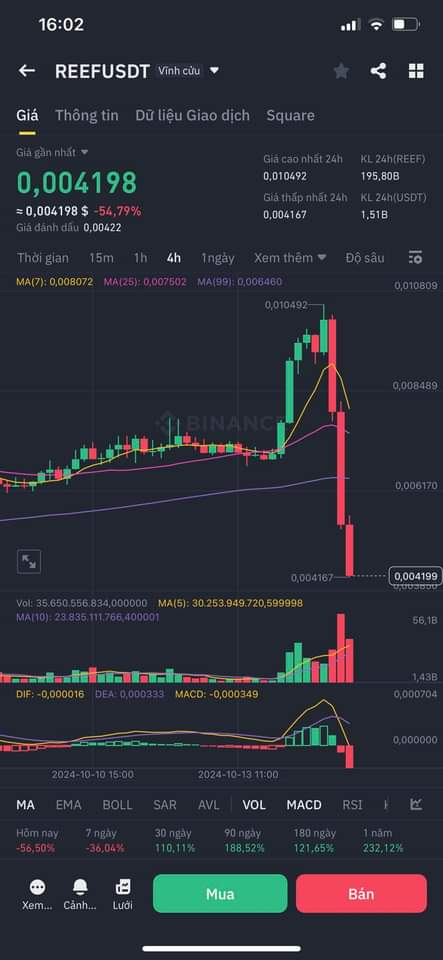 16:02
REEFUSDT Vĩnh cửu
Giá Thông tin Dữ liệu Giao dịch Square
Giá gần nhất
0,004198
≈ 0,004198 $ -54,79%
Giá đánh dấu 0,00422
Giá cao nhất 24h KL 24h(REEF)
0,010492 195,80B
Giá thấp nhất 24h KL 24h(USDT)
0,004167 1,51B
Thời gian 15m 1h 4h 1ngày Xem thêm Độ sâu
MA(7): 0,008072 MA(25): 0,007502 MA(99): 0,006460
0,010809
0,010492
0,008489
BINANCE
0,006170
0,004167
0,004199
0,003850
Vol: 35.650.556.834,000000 MA(5): 30.253.949.720,599998
MA(10): 23.835.111.766,400001
56,1B
1,43B
DIF: -0,000016 DEA: 0,000333 MACD: -0,000349
0,000704
0,000000
2024-10-10 15:00 2024-10-13 11:00
MA EMA BOLL SAR AVL VOL MACD RSI
Hôm nay 7 ngày 30 ngày 90 ngày 180 ngày 1 năm
-56,50% -36,04% 110,11% 188,52% 121,65% 232,12%
Xem... Cảnh... Lưới
Mua Bán